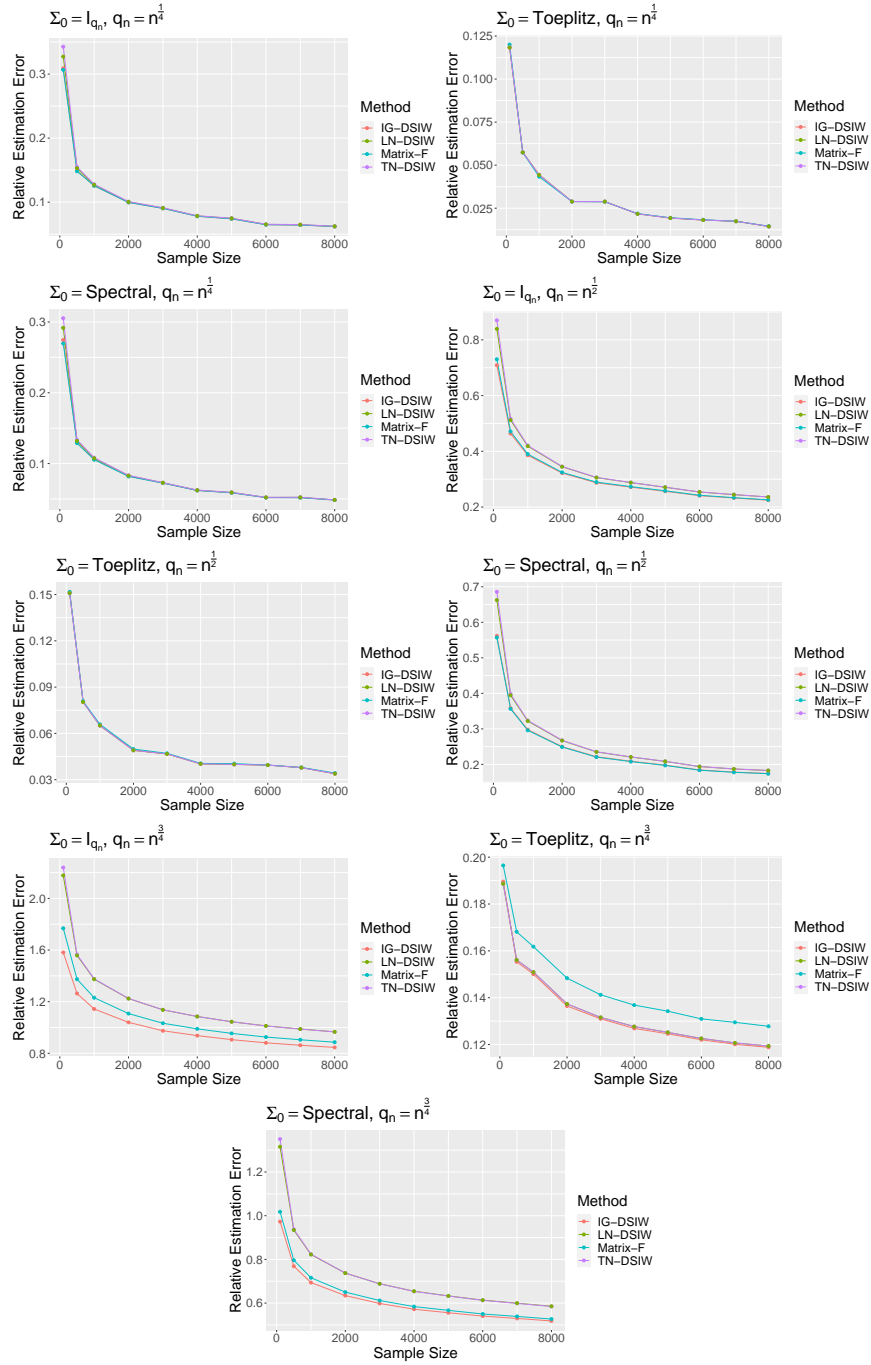 Σ₀ = I_{qₙ}, qₙ = n^{1/4}
Relative Estimation Error
0.3
0.2
0.1
0 2000 4000 6000 8000
Sample Size
Method
IG−DSIW
LN−DSIW
Matrix−F
TN−DSIW
Σ₀ = Toeplitz, qₙ = n^{1/4}
Relative Estimation Error
0.125
0.100
0.075
0.050
0.025
0 2000 4000 6000 8000
Sample Size
Method
IG−DSIW
LN−DSIW
Matrix−F
TN−DSIW
Σ₀ = Spectral, qₙ = n^{1/4}
Relative Estimation Error
0.3
0.2
0.1
0 2000 4000 6000 8000
Sample Size
Method
IG−DSIW
LN−DSIW
Matrix−F
TN−DSIW
Σ₀ = I_{qₙ}, qₙ = n^{1/2}
Relative Estimation Error
0.8
0.6
0.4
0.2
0 2000 4000 6000 8000
Sample Size
Method
IG−DSIW
LN−DSIW
Matrix−F
TN−DSIW
Σ₀ = Toeplitz, qₙ = n^{1/2}
Relative Estimation Error
0.15
0.12
0.09
0.06
0.03
0 2000 4000 6000 8000
Sample Size
Method
IG−DSIW
LN−DSIW
Matrix−F
TN−DSIW
Σ₀ = Spectral, qₙ = n^{1/2}
Relative Estimation Error
0.7
0.6
0.5
0.4
0.3
0.2
0 2000 4000 6000 8000
Sample Size
Method
IG−DSIW
LN−DSIW
Matrix−F
TN−DSIW
Σ₀ = I_{qₙ}, qₙ = n^{3/4}
Relative Estimation Error
2.0
1.6
1.2
0.8
0 2000 4000 6000 8000
Sample Size
Method
IG−DSIW
LN−DSIW
Matrix−F
TN−DSIW
Σ₀ = Toeplitz, qₙ = n^{3/4}
Relative Estimation Error
0.20
0.18
0.16
0.14
0.12
0 2000 4000 6000 8000
Sample Size
Method
IG−DSIW
LN−DSIW
Matrix−F
TN−DSIW
Σ₀ = Spectral, qₙ = n^{3/4}
Relative Estimation Error
1.2
1.0
0.8
0.6
0 2000 4000 6000 8000
Sample Size
Method
IG−DSIW
LN−DSIW
Matrix−F
TN−DSIW